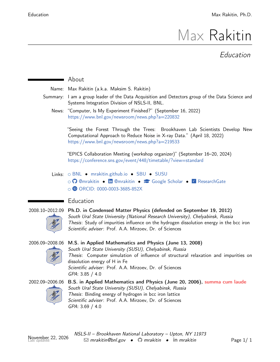 Education
Max Rakitin, Ph.D.
Max Rakitin
Education
About
Name: Max Rakitin (a.k.a. Maksim S. Rakitin)
Summary: I am a group leader of the Data Acquisition and Detectors group of the Data Science and
Systems Integration Division of NSLS-II, BNL.
News: "Computer, Is My Experiment Finished?" (September 16, 2022)
https://www.bnl.gov/newsroom/news.php?a=220832
"Seeing the Forest Through the Trees: Brookhaven Lab Scientists Develop New
Computational Approach to Reduce Noise in X-ray Data." (April 18, 2022)
https://www.bnl.gov/newsroom/news.php?a=219533
"EPICS Collaboration Meeting (workshop organizer)" (September 16–20, 2024)
https://conference.sns.gov/event/448/timetable/?view=standard
Links: BNL • mrakitin.github.io • SBU • SUSU
@mrakitin • @mrakitin • Google Scholar • ResearchGate
ORCID: 0000-0003-3685-852X
Education
2008.10–2012.09 Ph.D. in Condensed Matter Physics (defended on September 19, 2012)
South Ural State University (National Research University), Chelyabinsk, Russia
Thesis: Study of impurities influence on the hydrogen dissolution energy in the bcc iron
Scientific adviser: Prof. A.A. Mirzoev, Dr. of Sciences
2006.09–2008.06 M.S. in Applied Mathematics and Physics (June 13, 2008)
South Ural State University (SUSU), Chelyabinsk, Russia
Thesis: Computer simulation of influence of structural relaxation and impurities on
dissolution energy of H in Fe
Scientific adviser: Prof. A.A. Mirzoev, Dr. of Sciences
GPA: 3.85 / 4.0
2002.09–2006.06 B.S. in Applied Mathematics and Physics (June 20, 2006), summa cum laude
South Ural State University (SUSU), Chelyabinsk, Russia
Thesis: Binding energy of hydrogen in bcc iron lattice
Scientific adviser: Prof. A.A. Mirzoev, Dr. of Sciences
GPA: 3.69 / 4.0
NSLS-II – Brookhaven National Laboratory – Upton, NY 11973
November 22, 2026 mrakitin@bnl.gov • mrakitin • mrakitin Page 1/ 1